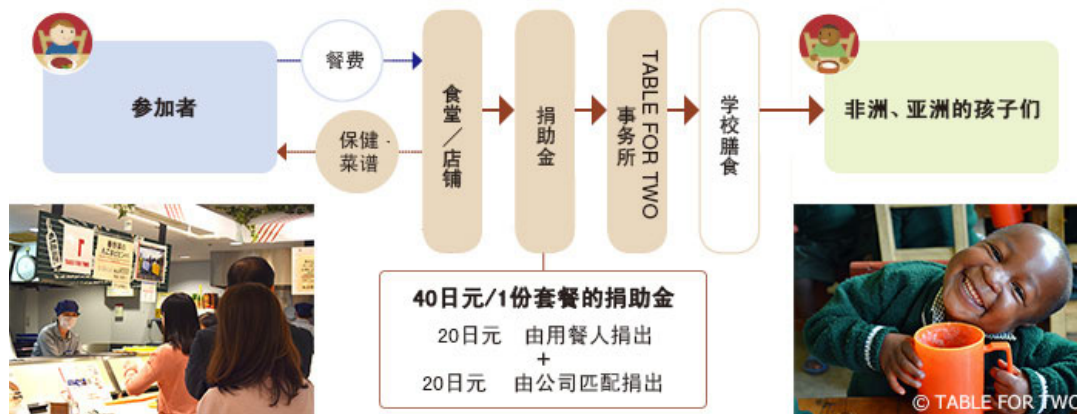 参加者
餐费
保健·
菜谱
食堂／店铺
捐助金
TABLE FOR TWO
事务所
学校膳食
非洲、亚洲的孩子们
40日元/1份套餐的捐助金
20日元 由用餐人捐出
+
20日元 由公司匹配捐出
© TABLE FOR TWO